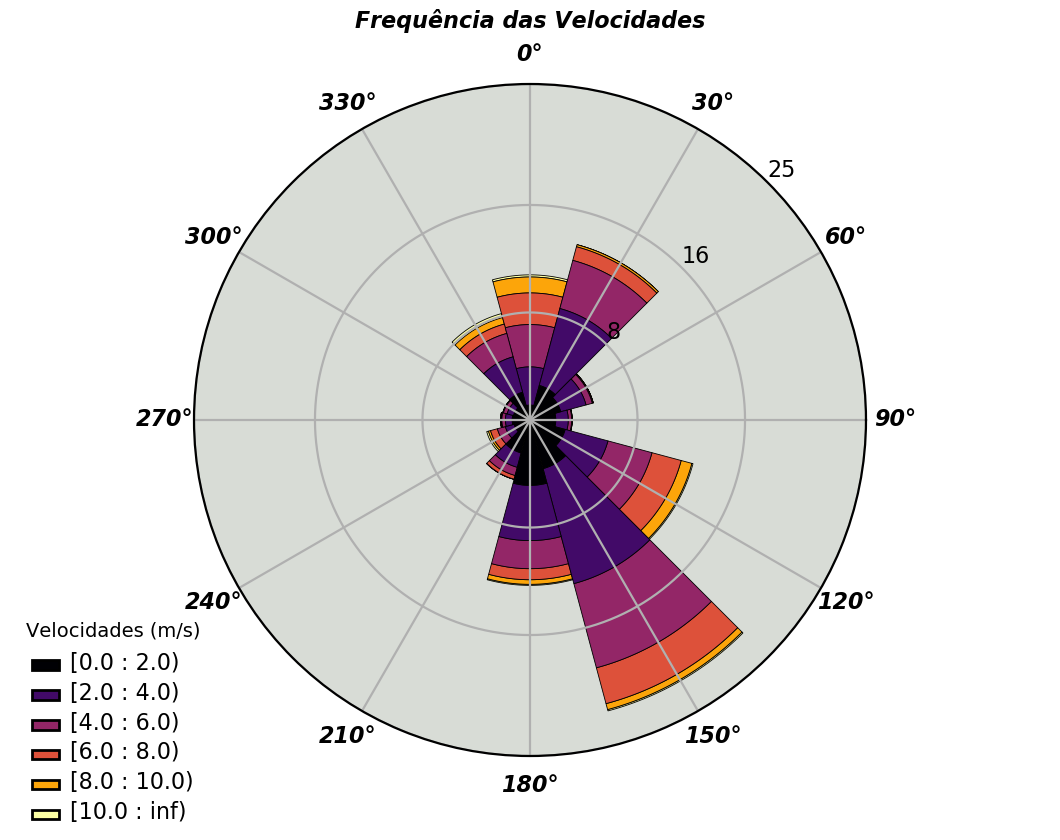 Frequência das Velocidades
0°
330°
30°
25
300°
60°
16
8
270°
90°
240°
120°
210°
150°
180°
Velocidades (m/s)
[0.0 : 2.0)
[2.0 : 4.0)
[4.0 : 6.0)
[6.0 : 8.0)
[8.0 : 10.0)
[10.0 : inf)